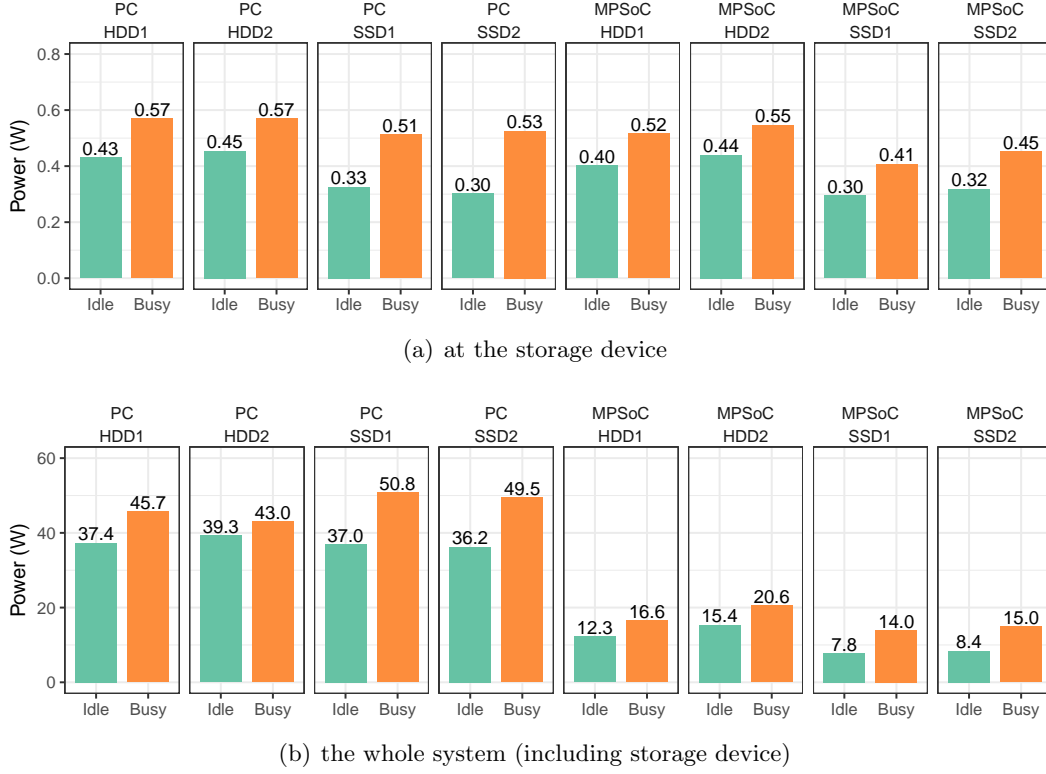 PC PC PC PC MPSoC MPSoC MPSoC MPSoC
HDD1 HDD2 SSD1 SSD2 HDD1 HDD2 SSD1 SSD2
Power (W)
0.8
0.6
0.4
0.2
0.0
0.43 0.57 0.45 0.57 0.33 0.51 0.30 0.53 0.40 0.52 0.44 0.55 0.30 0.41 0.32 0.45
Idle Busy Idle Busy Idle Busy Idle Busy Idle Busy Idle Busy Idle Busy Idle Busy
(a) at the storage device
PC PC PC PC MPSoC MPSoC MPSoC MPSoC
HDD1 HDD2 SSD1 SSD2 HDD1 HDD2 SSD1 SSD2
Power (W)
60
40
20
0
37.4 45.7 39.3 43.0 37.0 50.8 36.2 49.5 12.3 16.6 15.4 20.6 7.8 14.0 8.4 15.0
Idle Busy Idle Busy Idle Busy Idle Busy Idle Busy Idle Busy Idle Busy Idle Busy
(b) the whole system (including storage device)